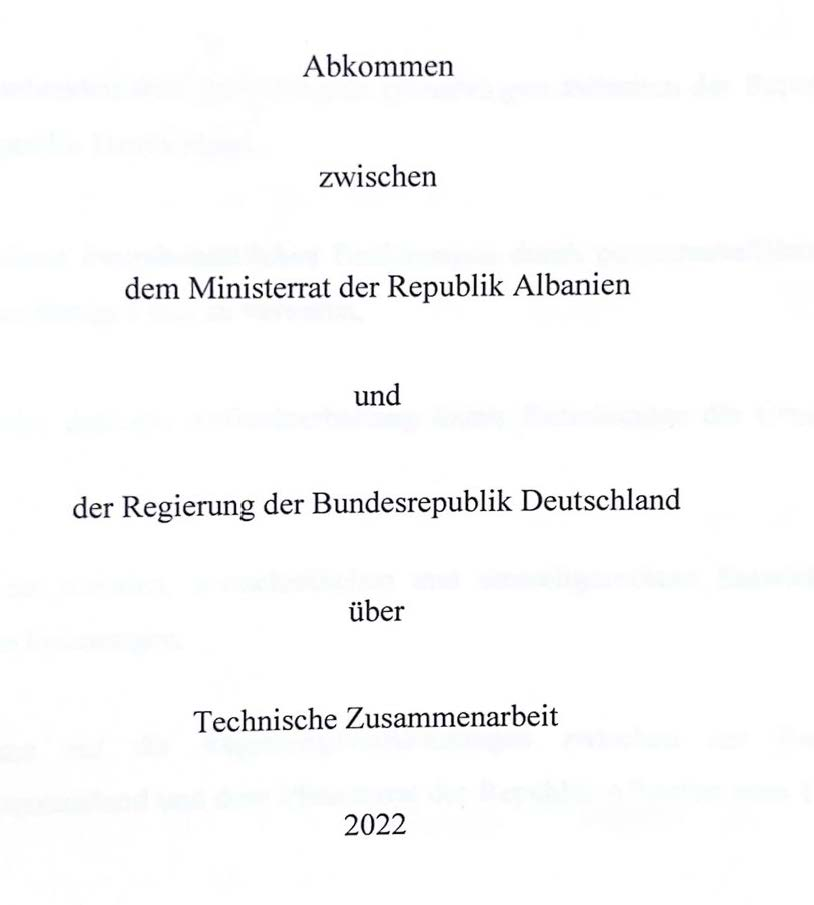 Abkommen
zwischen
dem Ministerrat der Republik Albanien
und
der Regierung der Bundesrepublik Deutschland
über
Technische Zusammenarbeit
2022